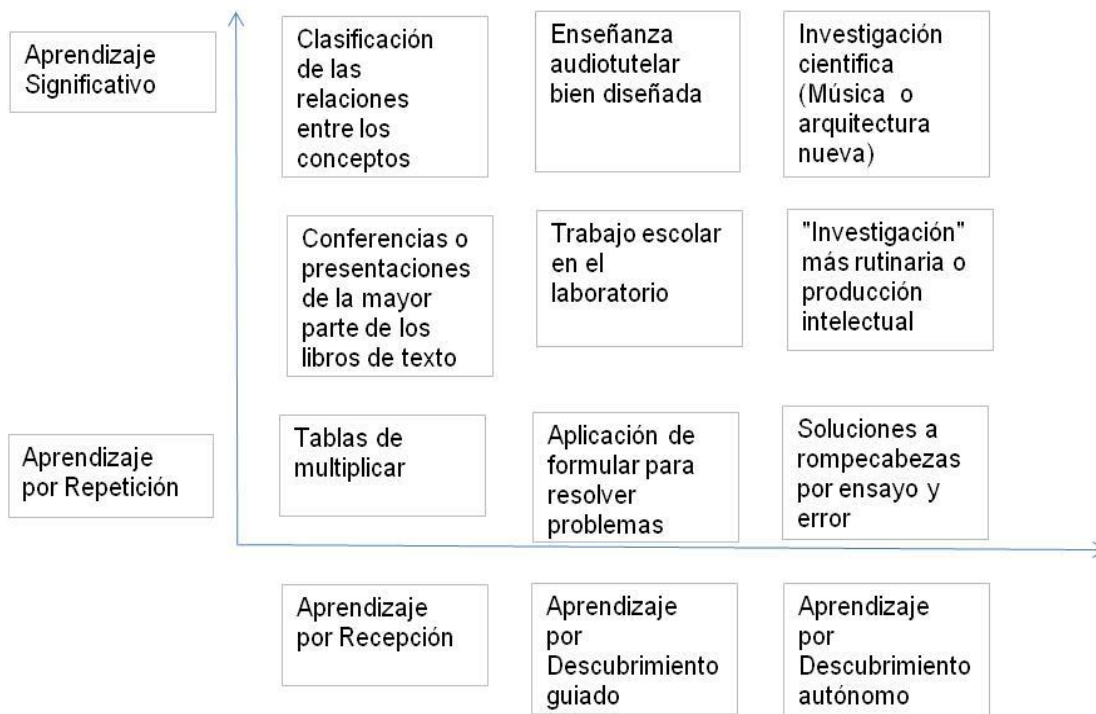 Aprendizaje
Significativo
Clasificación
de las
relaciones
entre los
conceptos
Enseñanza
audiotutelar
bien diseñada
Investigación
cientifica
(Música o
arquitectura
nueva)
Conferencias o
presentaciones
de la mayor
parte de los
libros de texto
Trabajo escolar
en el
laboratorio
"Investigación"
más rutinaria o
producción
intelectual
Aprendizaje
por Repetición
Tablas de
multiplicar
Aplicación de
formular para
resolver
problemas
Soluciones a
rompecabezas
por ensayo y
error
Aprendizaje
por Recepción
Aprendizaje
por
Descubrimiento
guiado
Aprendizaje
por
Descubrimiento
autónomo